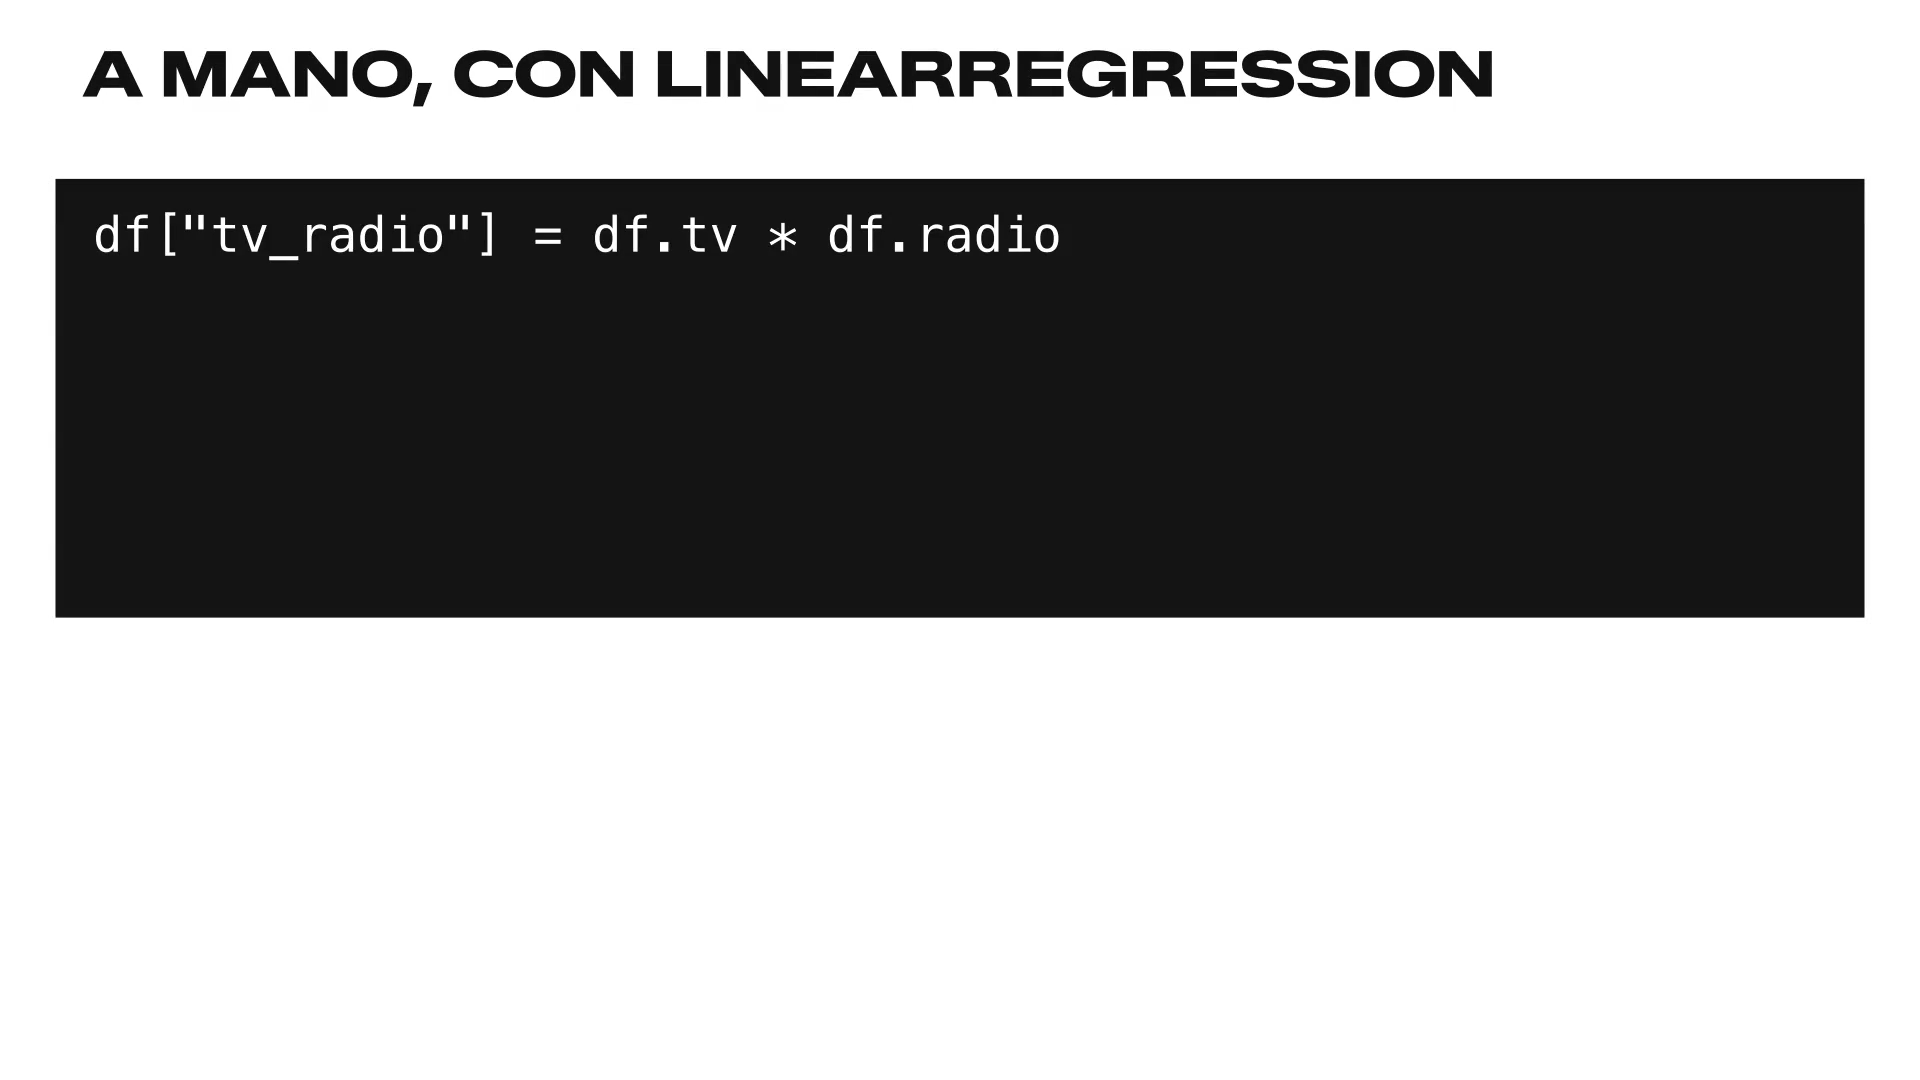 A MANO, CON LINEARREGRESSION
df["tv_radio"] = df.tv * df.radio